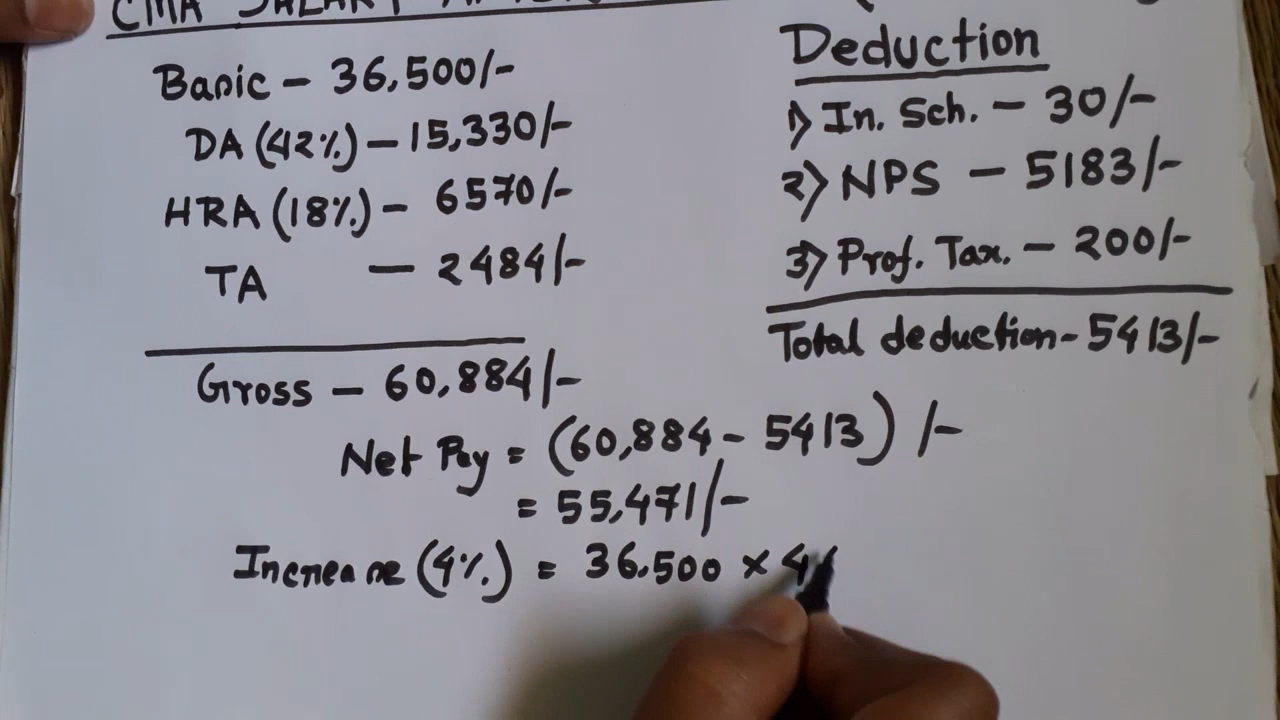 CMA SALARY
Basic – 36,500/-
DA (42%) – 15,330/-
HRA (18%) – 6570/-
TA – 2484/-
Gross – 60,884/-
Deduction
1) In. Sch. – 30/-
2) NPS – 5183/-
3) Prof. Tax. – 200/-
Total deduction - 5413/-
Net Pay = (60,884 - 5413) /-
= 55,471/-
Increase (4%) = 36,500 × 4